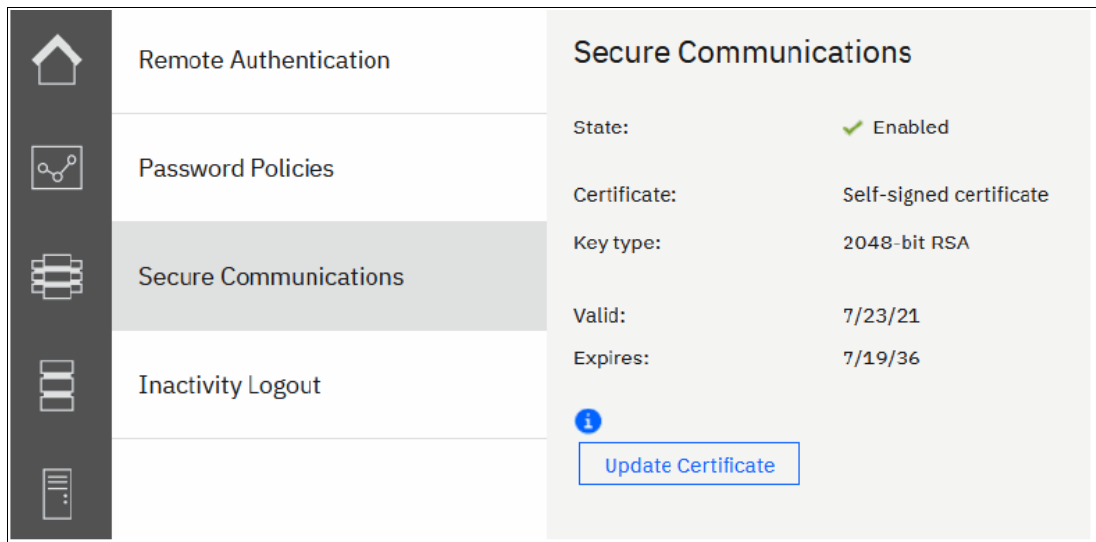 Remote Authentication
Password Policies
Secure Communications
Inactivity Logout
Secure Communications
State: Enabled
Certificate: Self-signed certificate
Key type: 2048-bit RSA
Valid: 7/23/21
Expires: 7/19/36
Update Certificate